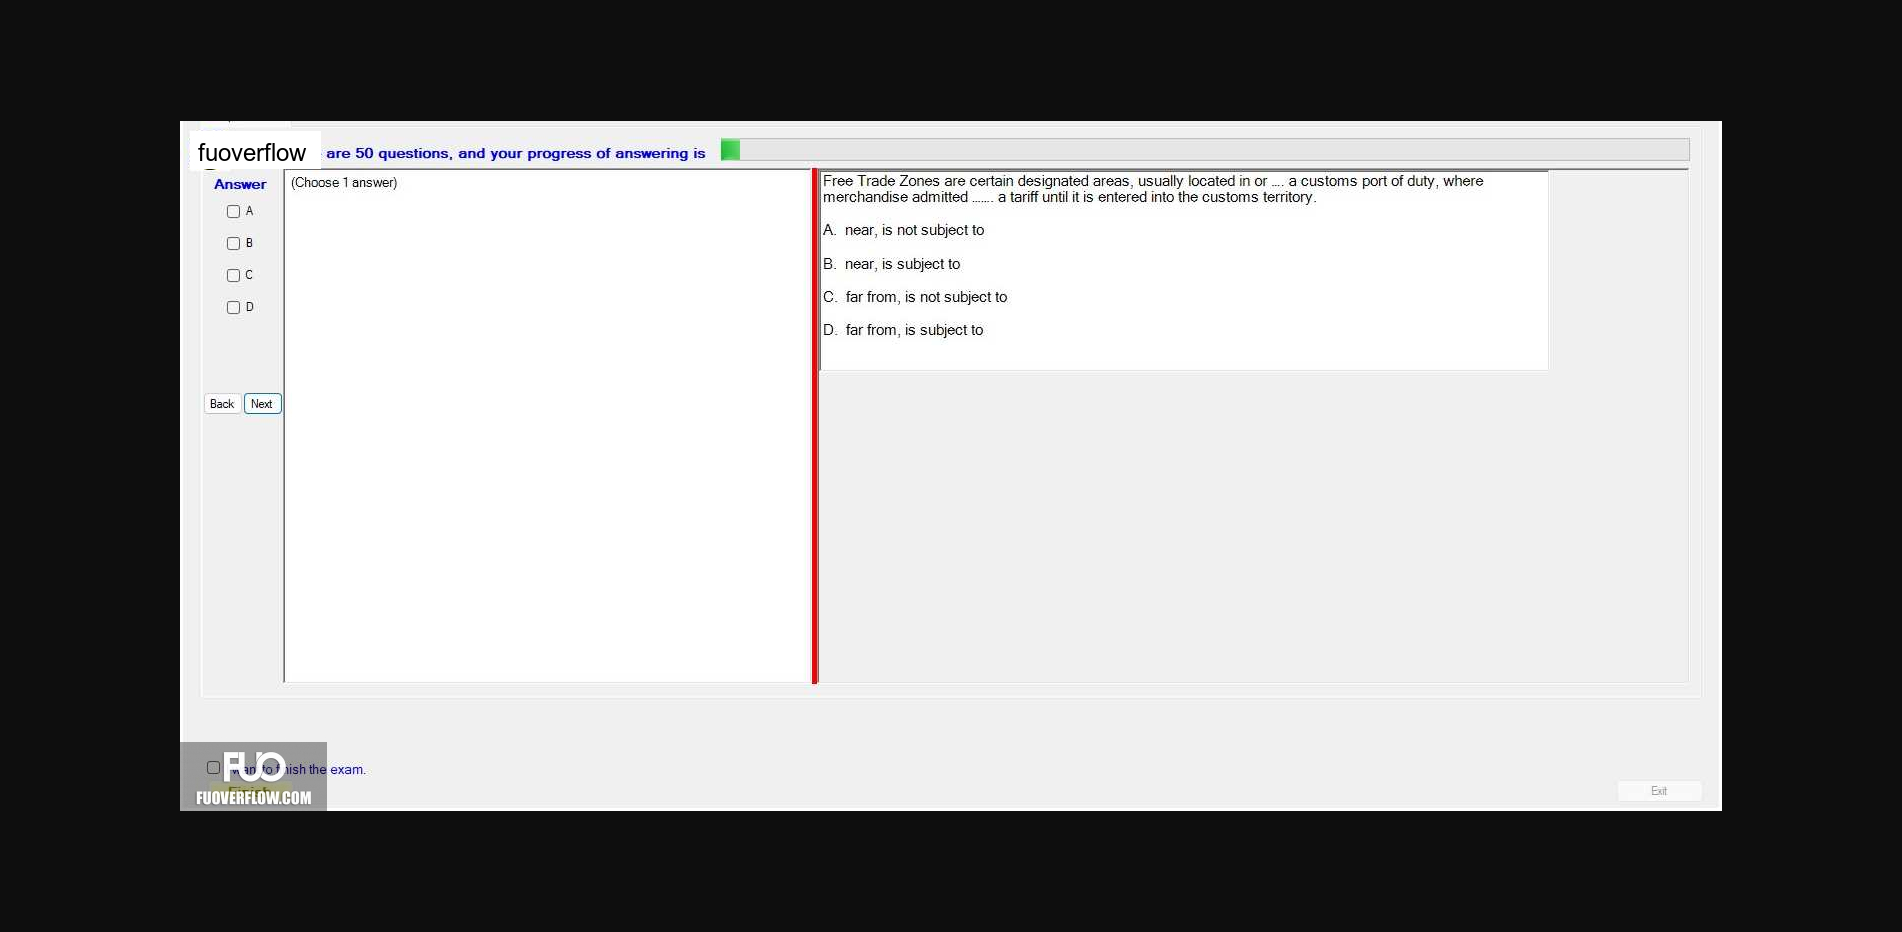 fuoverflow are 50 questions, and your progress of answering is
Answer
(Choose 1 answer)
A
B
C
D
Back Next
Free Trade Zones are certain designated areas, usually located in or .... a customs port of duty, where
merchandise admitted ....... a tariff until it is entered into the customs territory.
A. near, is not subject to
B. near, is subject to
C. far from, is not subject to
D. far from, is subject to
FUO
to finish the exam.
Finish
FUOVERFLOW.COM
Exit